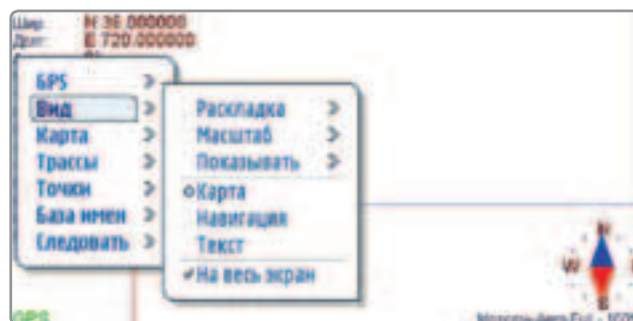 Шир: N 36.000000
Долг: E 720.000000
GPS
Вид
Карта
Трассы
Точки
База имен
Следовать
Раскладка
Масштаб
Показывать
Карта
Навигация
Текст
На весь экран
N
W
S
GPS